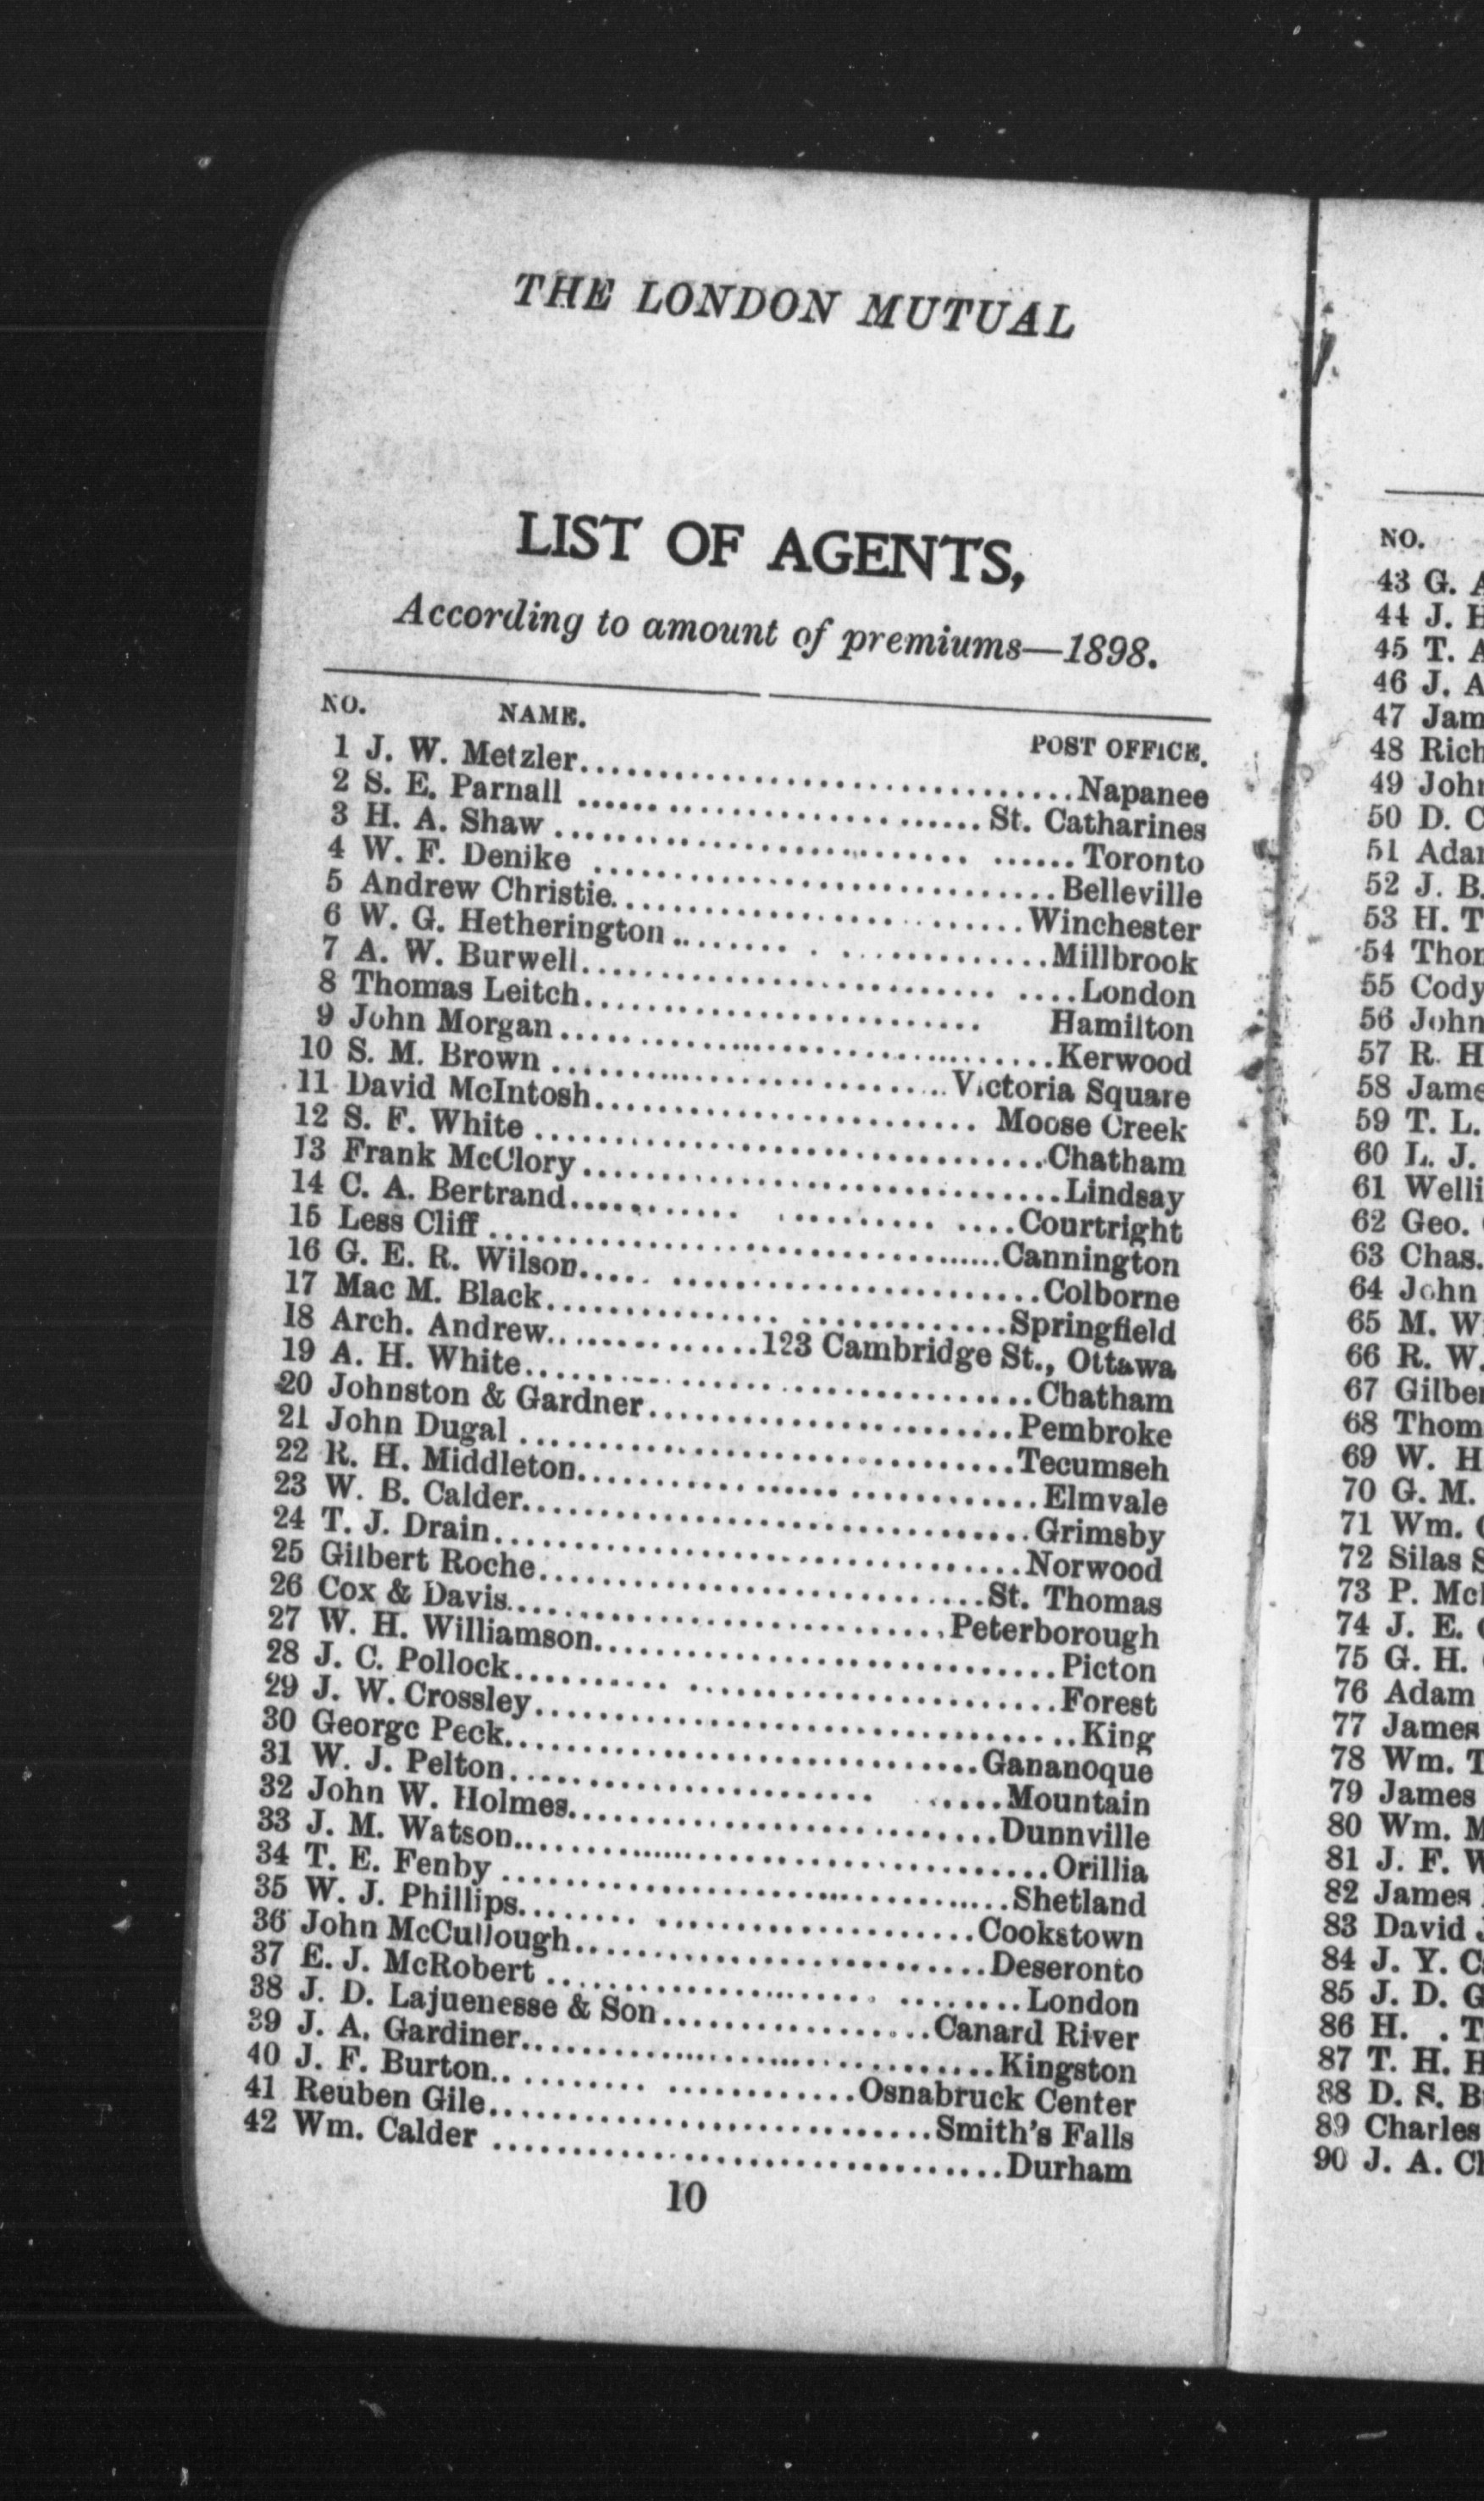 THE LONDON MUTUAL
LIST OF AGENTS,
According to amount of premiums—1898.
NO. NAME. POST OFFICE.
1 J. W. Metzler Napanee
2 S. E. Parnall St. Catharines
3 H. A. Shaw Toronto
4 W. F. Denike Belleville
5 Andrew Christie Winchester
6 W. G. Hetherington Millbrook
7 A. W. Burwell London
8 Thomas Leitch Hamilton
9 John Morgan Kerwood
10 S. M. Brown Victoria Square
11 David McIntosh Moose Creek
12 S. F. White Chatham
13 Frank McClory Lindsay
14 C. A. Bertrand Courtright
15 Less Cliff Cannington
16 G. E. R. Wilson Colborne
17 Mac M. Black Springfield
18 Arch. Andrew 123 Cambridge St., Ottawa
19 A. H. White Chatham
20 Johnston & Gardner Pembroke
21 John Dugal Tecumseh
22 R. H. Middleton Elmvale
23 W. B. Calder Grimsby
24 T. J. Drain Norwood
25 Gilbert Roche St. Thomas
26 Cox & Davis Peterborough
27 W. H. Williamson Picton
28 J. C. Pollock Forest
29 J. W. Crossley King
30 George Peck Gananoque
31 W. J. Pelton Mountain
32 John W. Holmes Dunnville
33 J. M. Watson Orillia
34 T. E. Fenby Shetland
35 W. J. Phillips Cookstown
36 John McCullough Deseronto
37 E. J. McRobert London
38 J. D. Lajuenesse & Son Canard River
39 J. A. Gardiner Kingston
40 J. F. Burton Osnabruck Center
41 Reuben Gile Smith's Falls
42 Wm. Calder Durham
10
NO.
43 G.
44 J.
45 T.
46 J.
47
48
49
50 D.
51
52 J. B.
53 H.
54
55 Cody
56 John
57 R.
58
59 T. L.
60 L. J.
61
62 Geo.
63 Chas.
64 John
65 M.
66 R. W.
67
68
69 W.
70 G. M.
71 Wm.
72 Silas
73 P.
74 J. E.
75 G. H.
76 Adam
77 James
78 Wm.
79 James
80 Wm.
81 J. F.
82 James
83 David
84 J. Y.
85 J. D.
86 H.
87 T. H.
88 D. S.
89 Charles
90 J. A.